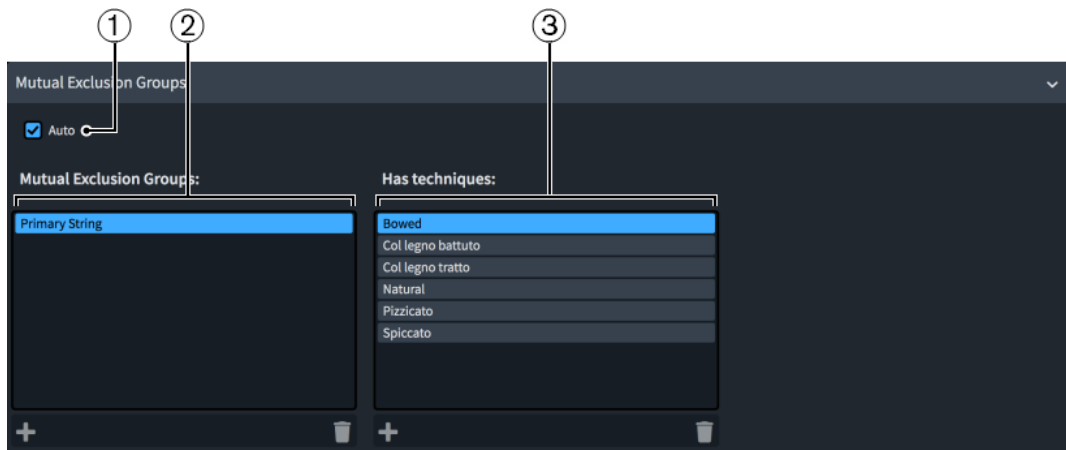 ① ② ③
Mutual Exclusion Groups
Auto
Mutual Exclusion Groups: Has techniques:
Primary String Bowed
Col legno battuto
Col legno tratto
Natural
Pizzicato
Spiccato